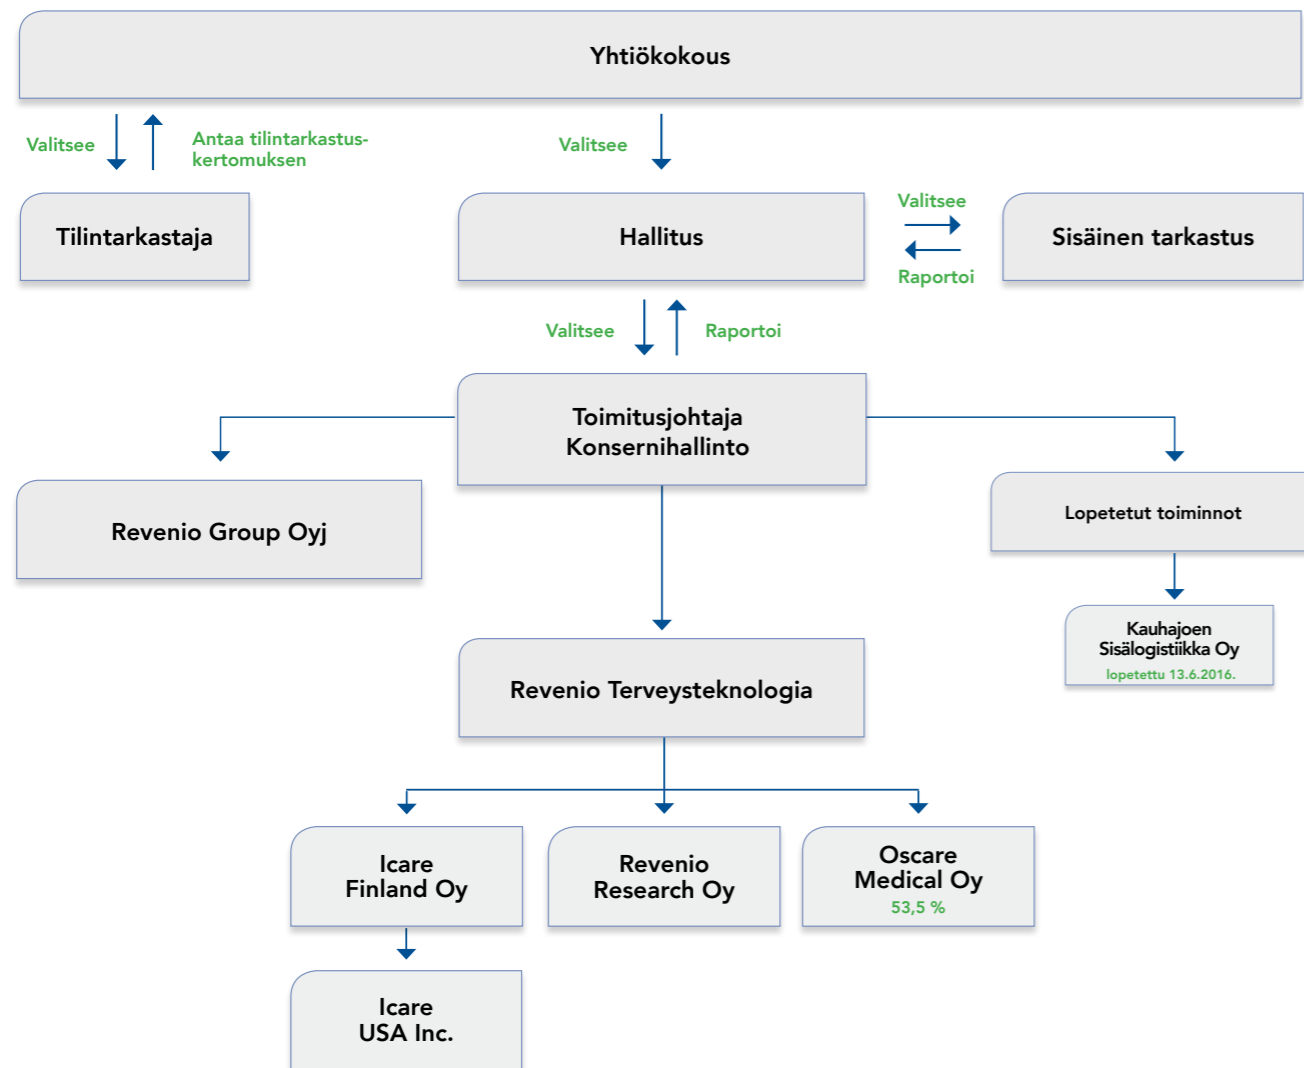 Yhtiökokous
Valitsee
Antaa tilintarkastus-
kertomuksen
Valitsee
Tilintarkastaja
Hallitus
Valitsee
Raportoi
Sisäinen tarkastus
Valitsee
Raportoi
Toimitusjohtaja
Konsernihallinto
Revenio Group Oyj
Lopetetut toiminnot
Kauhajoen
Sisälogistiikka Oy
lopetettu 13.6.2016.
Revenio Terveysteknologia
Icare
Finland Oy
Revenio
Research Oy
Oscare
Medical Oy
53,5 %
Icare
USA Inc.